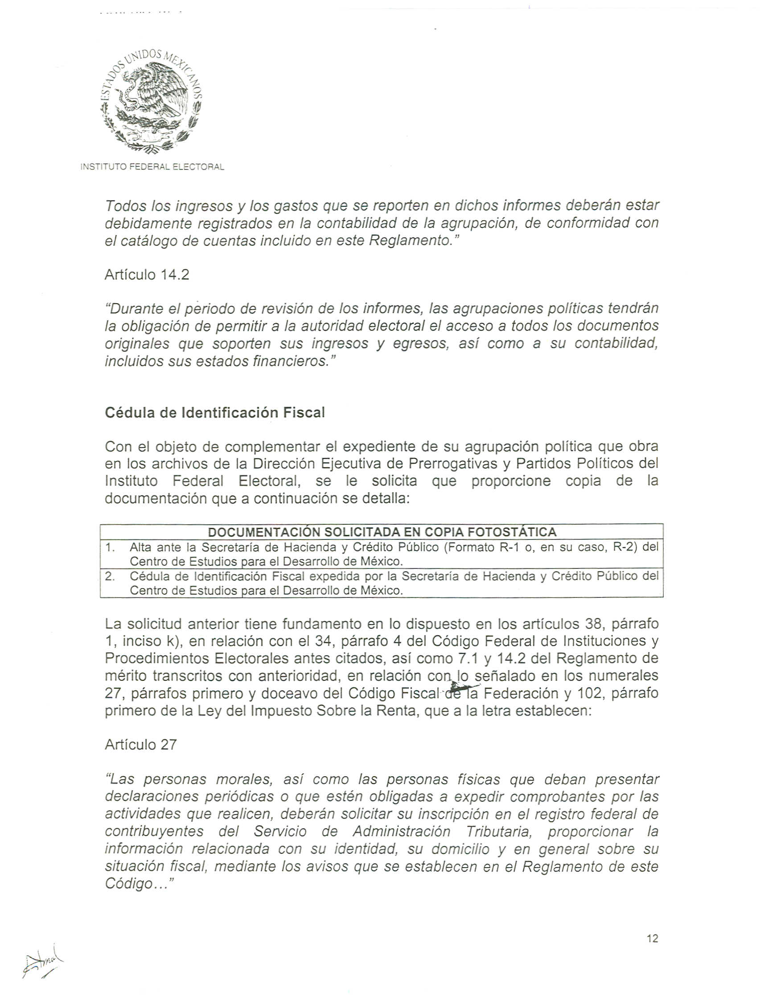 ESTADOS UNIDOS MEXICANOS
INSTITUTO FEDERAL ELECTORAL
Todos los ingresos y los gastos que se reporten en dichos informes deberán estar
debidamente registrados en la contabilidad de la agrupación, de conformidad con
el catálogo de cuentas incluido en este Reglamento.”
Artículo 14.2
“Durante el periodo de revisión de los informes, las agrupaciones políticas tendrán
la obligación de permitir a la autoridad electoral el acceso a todos los documentos
originales que soporten sus ingresos y egresos, así como a su contabilidad,
incluidos sus estados financieros.”
Cédula de Identificación Fiscal
Con el objeto de complementar el expediente de su agrupación política que obra
en los archivos de la Dirección Ejecutiva de Prerrogativas y Partidos Políticos del
Instituto Federal Electoral, se le solicita que proporcione copia de la
documentación que a continuación se detalla:
DOCUMENTACIÓN SOLICITADA EN COPIA FOTOSTÁTICA
1. Alta ante la Secretaría de Hacienda y Crédito Público (Formato R-1 o, en su caso, R-2) del
Centro de Estudios para el Desarrollo de México.
2. Cédula de Identificación Fiscal expedida por la Secretaría de Hacienda y Crédito Público del
Centro de Estudios para el Desarrollo de México.
La solicitud anterior tiene fundamento en lo dispuesto en los artículos 38, párrafo
1, inciso k), en relación con el 34, párrafo 4 del Código Federal de Instituciones y
Procedimientos Electorales antes citados, así como 7.1 y 14.2 del Reglamento de
mérito transcritos con anterioridad, en relación con lo señalado en los numerales
27, párrafos primero y doceavo del Código Fiscal de la Federación y 102, párrafo
primero de la Ley del Impuesto Sobre la Renta, que a la letra establecen:
Artículo 27
“Las personas morales, así como las personas físicas que deban presentar
declaraciones periódicas o que estén obligadas a expedir comprobantes por las
actividades que realicen, deberán solicitar su inscripción en el registro federal de
contribuyentes del Servicio de Administración Tributaria, proporcionar la
información relacionada con su identidad, su domicilio y en general sobre su
situación fiscal, mediante los avisos que se establecen en el Reglamento de este
Código...”
12